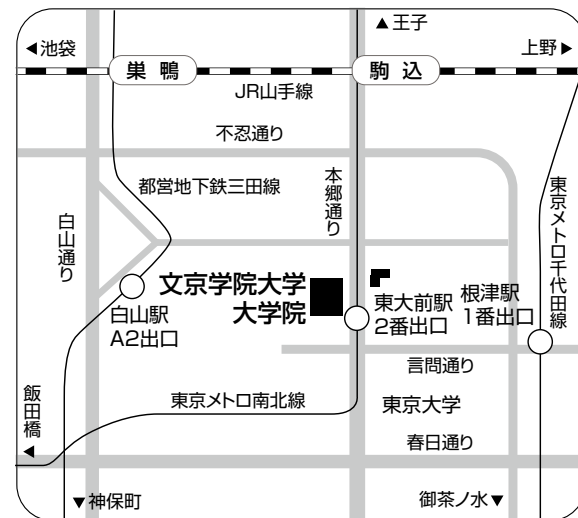 ▲王子
◀池袋
上野▶
巣鴨
駒込
JR山手線
不忍通り
都営地下鉄三田線
本郷通り
白山通り
東京メトロ千代田線
文京学院大学
大学院
白山駅
A2出口
東大前駅
2番出口
根津駅
1番出口
言問通り
飯田橋
◀
東京メトロ南北線
東京大学
春日通り
▼神保町
御茶ノ水▼